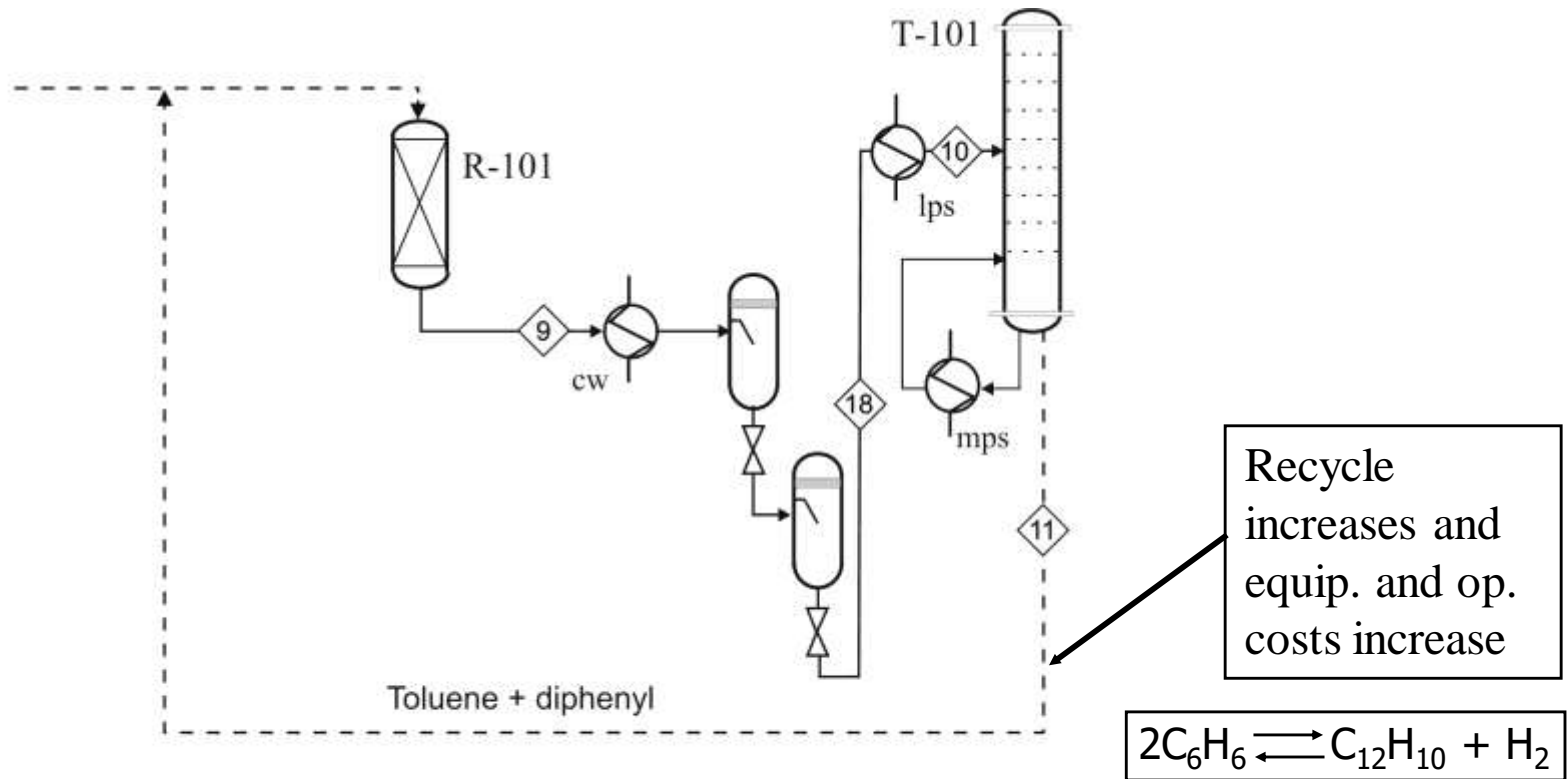 T-101
R-101
10
lps
9
cw
18
mps
11
Recycle
increases and
equip. and op.
costs increase
Toluene + diphenyl
2C₆H₆ ⇌ C₁₂H₁₀ + H₂